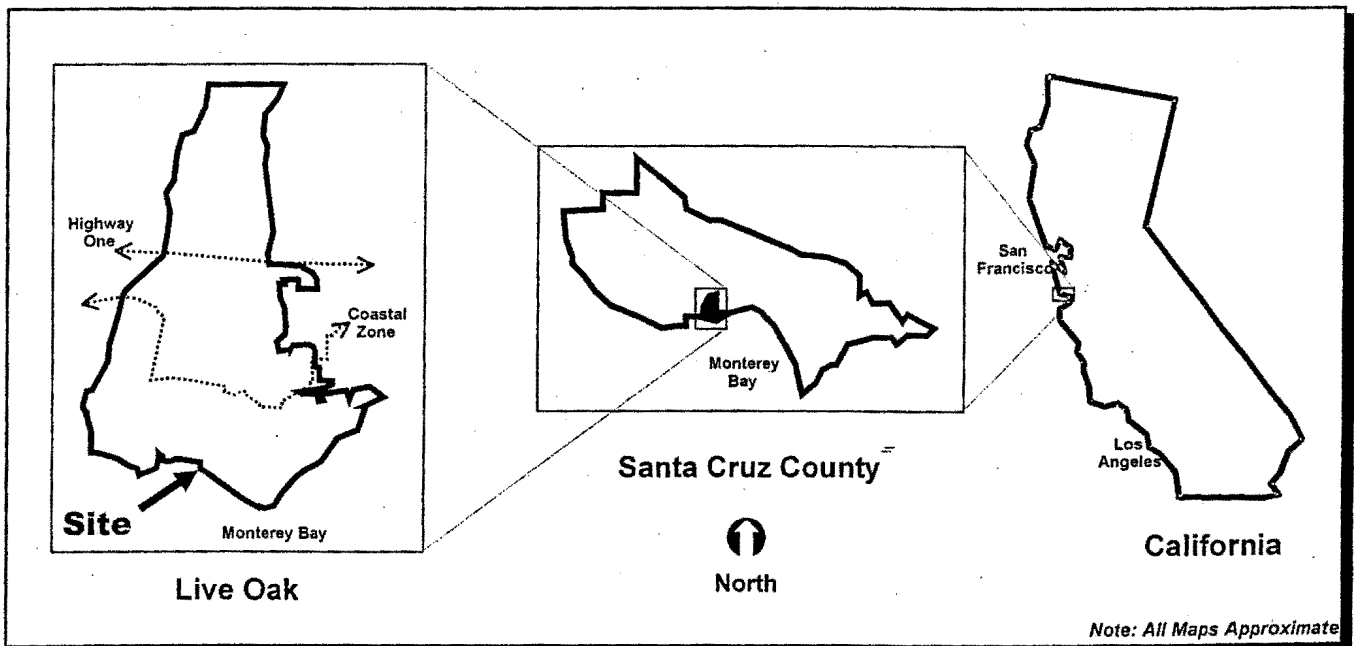 Highway
One
Coastal
Zone
Site
Monterey Bay
Live Oak
Monterey
Bay
Santa Cruz County
North
San
Francisco
Los
Angeles
California
Note: All Maps Approximate